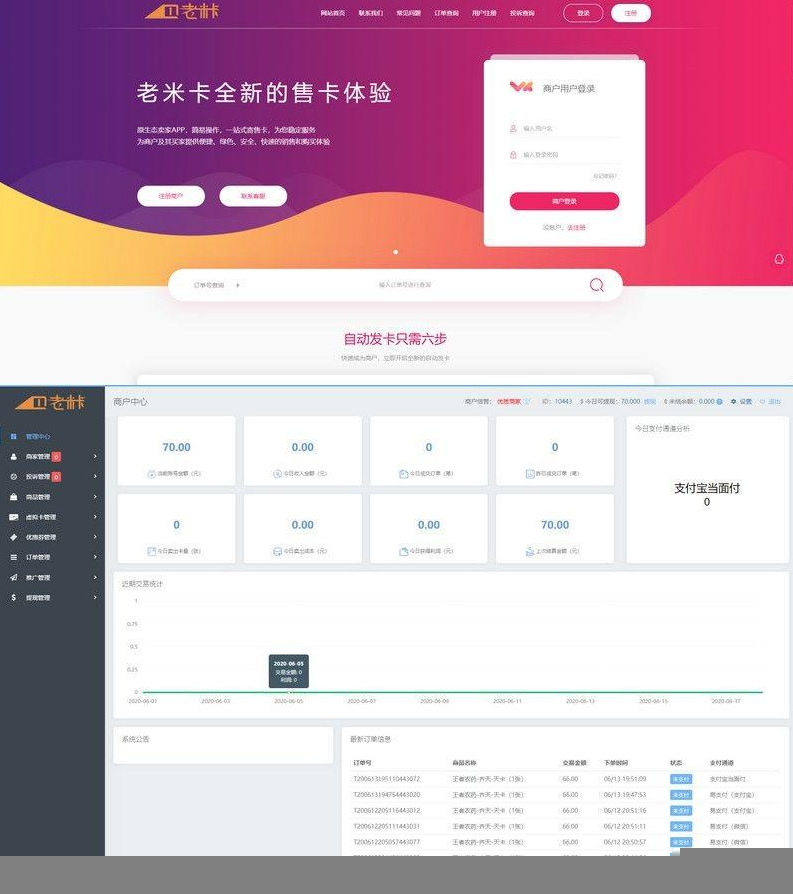 老米卡
网站首页 联系我们 常见问题 订单查询 用户注册 投诉查询 登录 注册
老米卡全新的售卡体验
原生态卖家APP，简易操作，一站式寄售卡，为您稳定服务
为商户及其买家提供便捷、绿色、安全、快速的销售和购买体验
注册商户 联系客服
商户用户登录
输入用户名
输入登录密码
忘记密码?
商户登录
没账户，去注册
订单号查询 输入订单号进行查询
自动发卡只需六步
快速成为商户，立即开启全新的自动发卡
老米卡
商户中心
商户信誉： 优质商家 ID：10443 $ 今日可提现：70.000 提现 未结余额：0.000 设置 退出
管理中心
商家管理 0
投诉管理 0
商品管理
虚拟卡管理
优惠券管理
订单管理
推广管理
提现管理
70.00
当前账号金额（元）
0.00
今日收入金额（元）
0
今日成交订单（笔）
0
昨日成交订单（笔）
0
今日卖出卡量（张）
0.00
今日卖出成本（元）
0.00
今日获得利润（元）
70.00
上次结算金额（元）
今日支付通道分析
支付宝当面付
0
近期交易统计
1
0.75
0.5
0.25
0
2020-06-05
交易金额: 0
利润: 0
2020-06-01 2020-06-03 2020-06-05 2020-06-07 2020-06-09 2020-06-11 2020-06-13 2020-06-15 2020-06-17
系统公告
最新订单信息
订单号 商品名称 交易金额 下单时间 状态 支付通道
T200613195110443072 王者农药-齐天-天卡（1张） 66.00 06/13 19:51:09 未支付 支付宝当面付
T200613194754443020 王者农药-齐天-天卡（1张） 66.00 06/13 19:47:53 未支付 易支付（支付宝）
T200612205116443012 王者农药-齐天-天卡（1张） 66.00 06/12 20:51:16 未支付 易支付（支付宝）
T200612205111443031 王者农药-齐天-天卡（1张） 66.00 06/12 20:51:11 未支付 易支付（微信）
T200612205057443077 王者农药-齐天-天卡（1张） 66.00 06/12 20:50:57 未支付 易支付（微信）